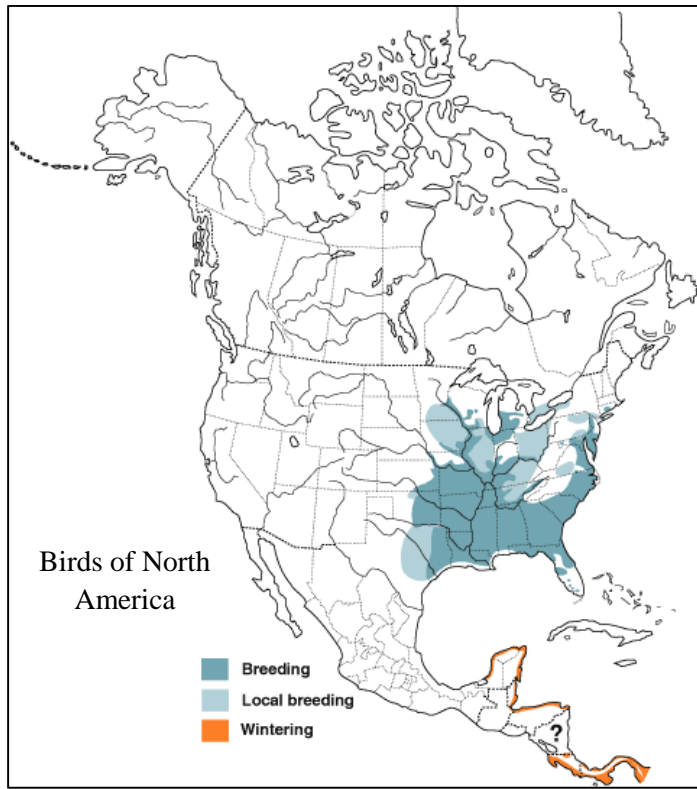 Birds of North
America
Breeding
Local breeding
Wintering
?